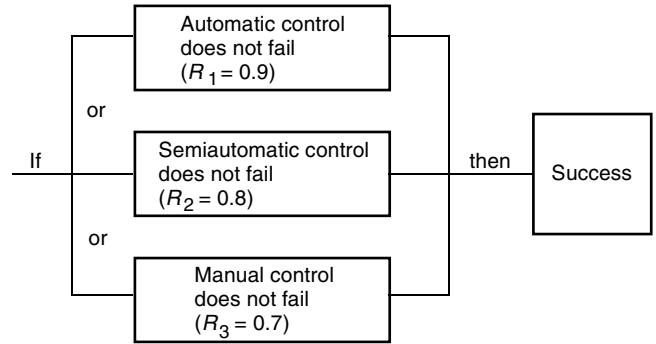 Automatic control
does not fail
(R1 = 0.9)
or
If
Semiautomatic control
does not fail
(R2 = 0.8)
then
Success
or
Manual control
does not fail
(R3 = 0.7)